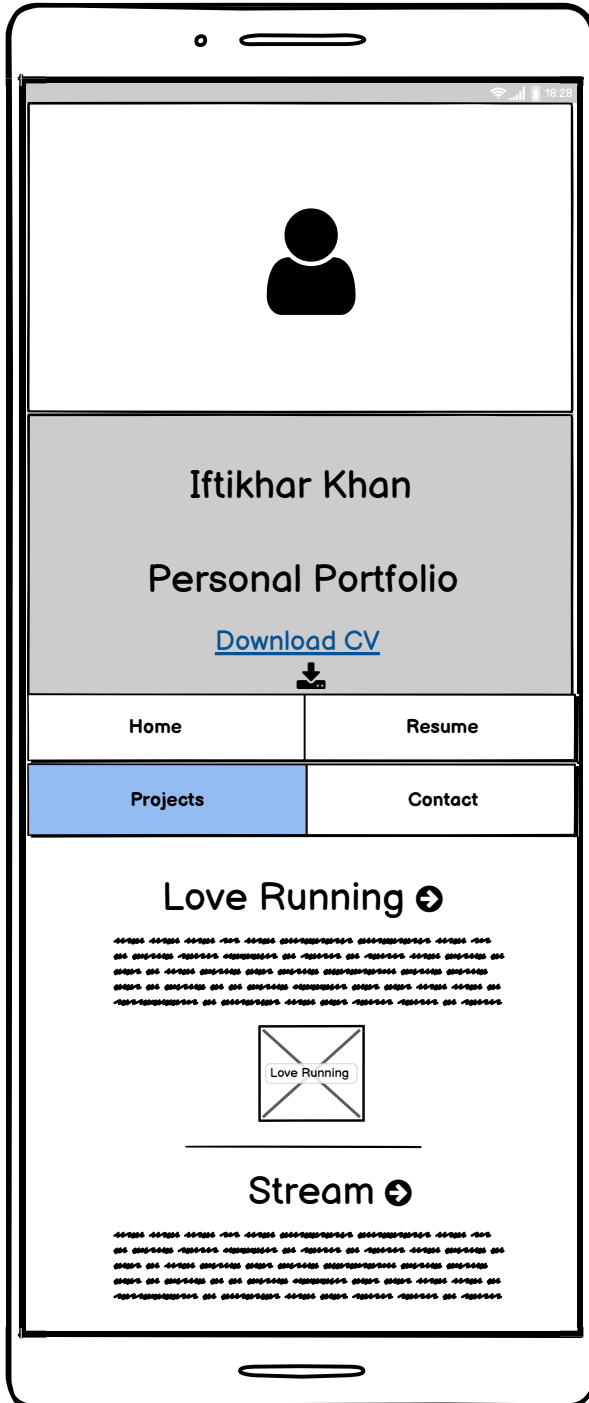 18:28
Iftikhar Khan
Personal Portfolio
Download CV
Home
Resume
Projects
Contact
Love Running
Love Running
Stream